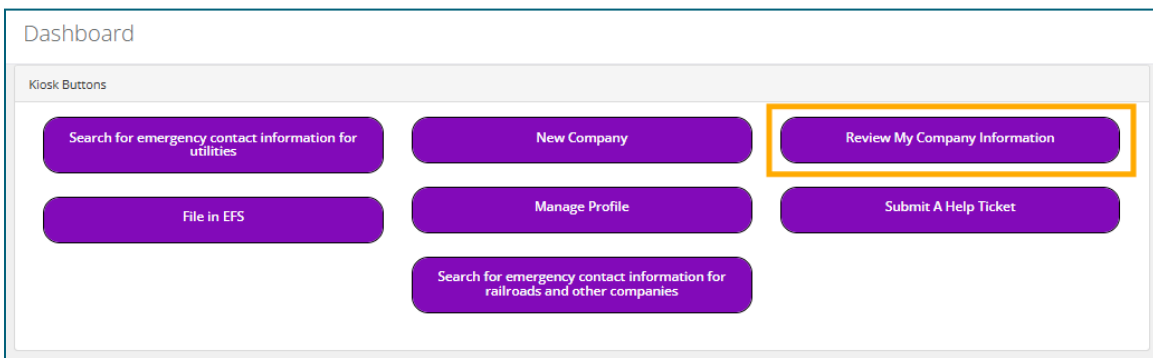 Dashboard
Kiosk Buttons
Search for emergency contact information for
utilities
New Company
Review My Company Information
File in EFS
Manage Profile
Submit A Help Ticket
Search for emergency contact information for
railroads and other companies